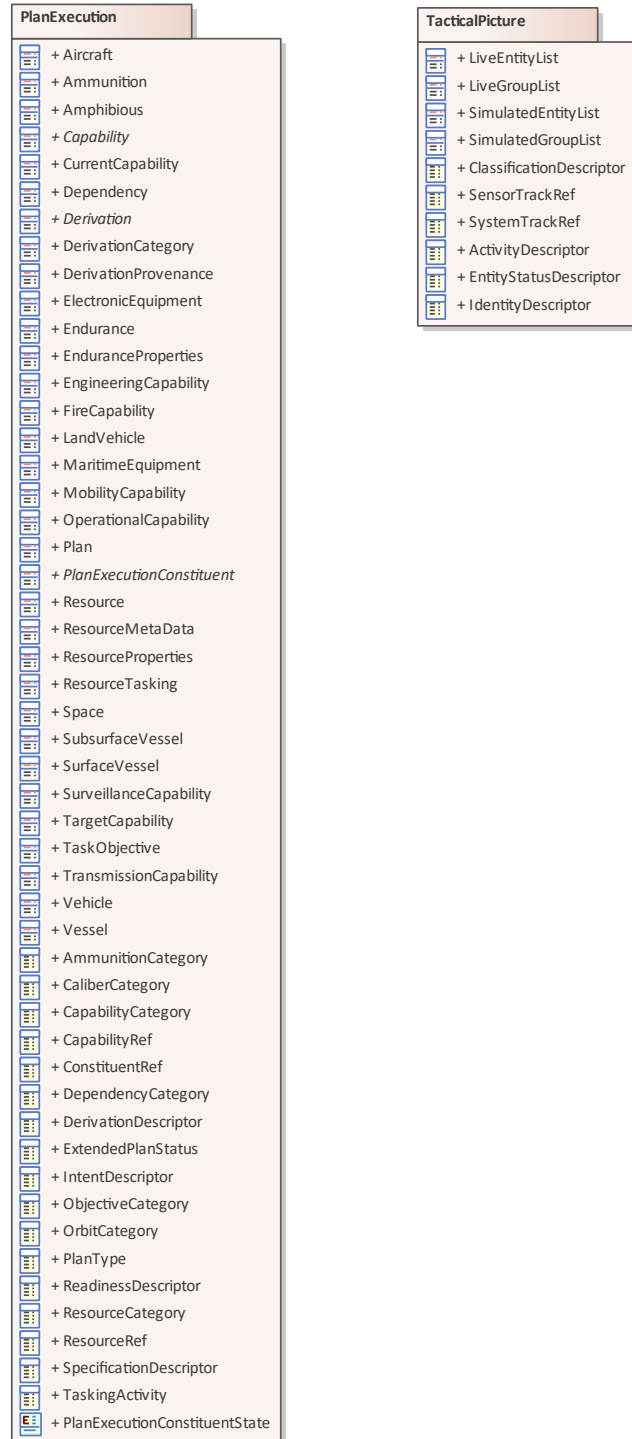 PlanExecution
+ Aircraft
+ Ammunition
+ Amphibious
+ Capability
+ CurrentCapability
+ Dependency
+ Derivation
+ DerivationCategory
+ DerivationProvenance
+ ElectronicEquipment
+ Endurance
+ EnduranceProperties
+ EngineeringCapability
+ FireCapability
+ LandVehicle
+ MaritimeEquipment
+ MobilityCapability
+ OperationalCapability
+ Plan
+ PlanExecutionConstituent
+ Resource
+ ResourceMetaData
+ ResourceProperties
+ ResourceTasking
+ Space
+ SubsurfaceVessel
+ SurfaceVessel
+ SurveillanceCapability
+ TargetCapability
+ TaskObjective
+ TransmissionCapability
+ Vehicle
+ Vessel
+ AmmunitionCategory
+ CaliberCategory
+ CapabilityCategory
+ CapabilityRef
+ ConstituentRef
+ DependencyCategory
+ DerivationDescriptor
+ ExtendedPlanStatus
+ IntentDescriptor
+ ObjectiveCategory
+ OrbitCategory
+ PlanType
+ ReadinessDescriptor
+ ResourceCategory
+ ResourceRef
+ SpecificationDescriptor
+ TaskingActivity
+ PlanExecutionConstituentState
TacticalPicture
+ LiveEntityList
+ LiveGroupList
+ SimulatedEntityList
+ SimulatedGroupList
+ ClassificationDescriptor
+ SensorTrackRef
+ SystemTrackRef
+ ActivityDescriptor
+ EntityStatusDescriptor
+ IdentityDescriptor